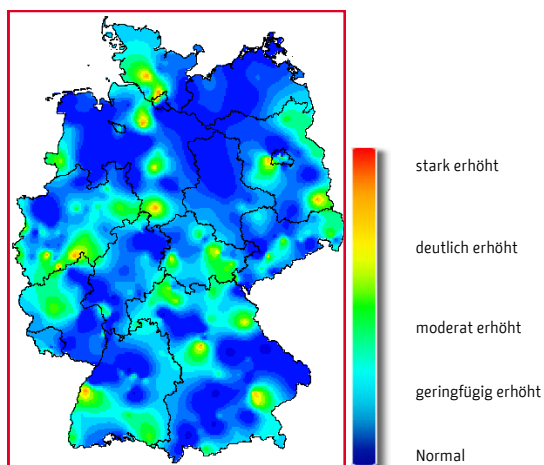 stark erhöht
deutlich erhöht
moderat erhöht
geringfügig erhöht
Normal